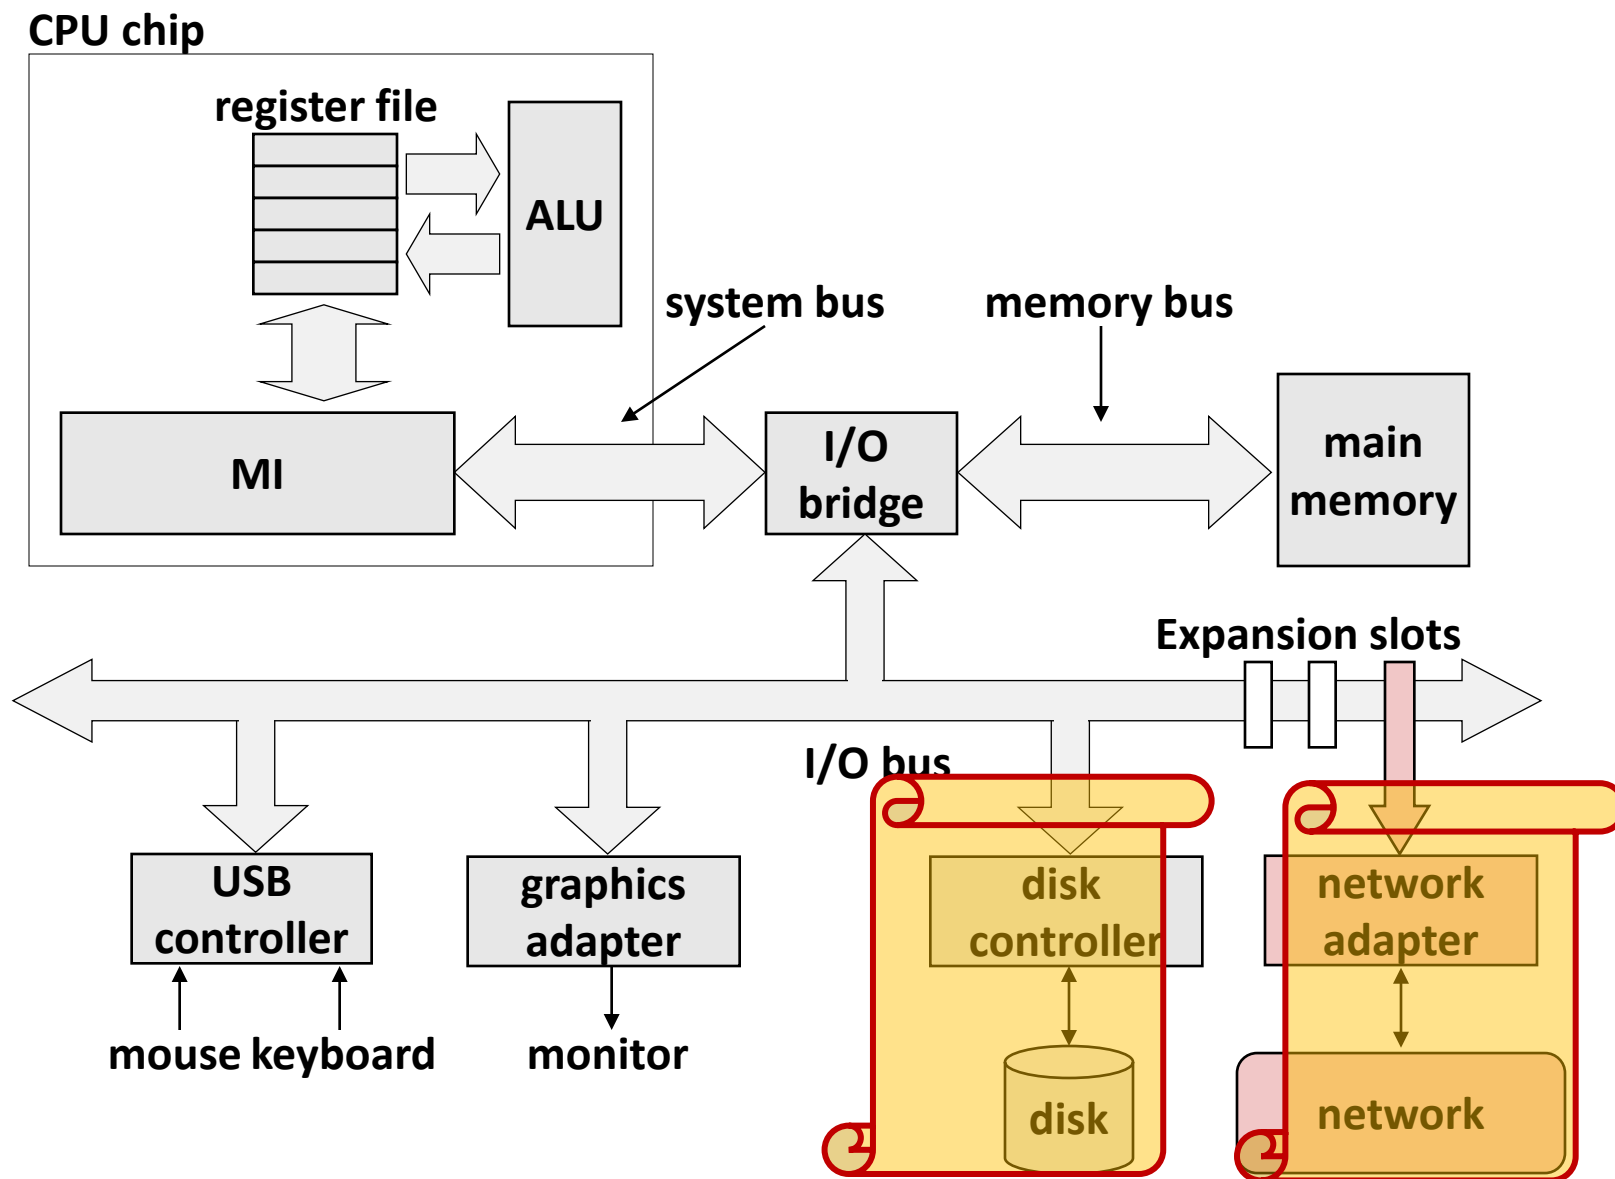 CPU chip
register file
ALU
system bus
memory bus
MI
I/O
bridge
main
memory
Expansion slots
I/O bus
USB
controller
graphics
adapter
disk
controller
network
adapter
mouse keyboard
monitor
disk
network